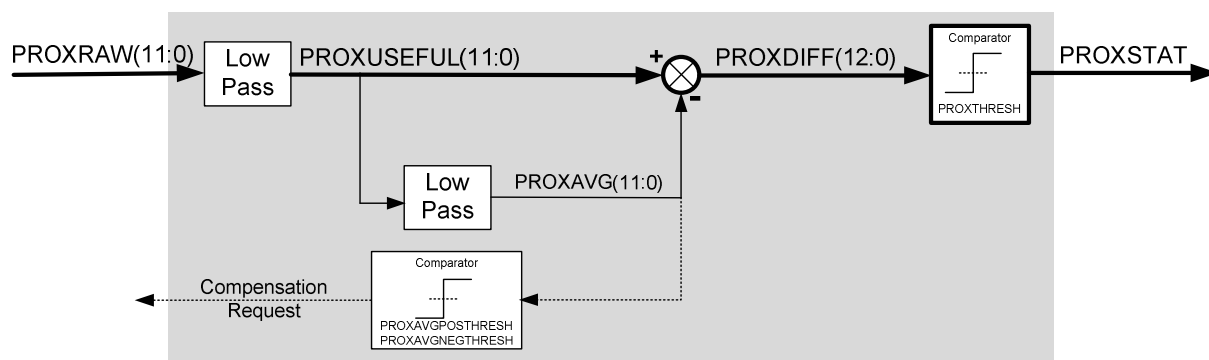 PROXRAW(11:0)
Low
Pass
PROXUSEFUL(11:0)
+
-
PROXDIFF(12:0)
Comparator
PROXTHRESH
PROXSTAT
Low
Pass
PROXAVG(11:0)
Comparator
PROXAVGPOSTHRESH
PROXAVGNEGTHRESH
Compensation
Request